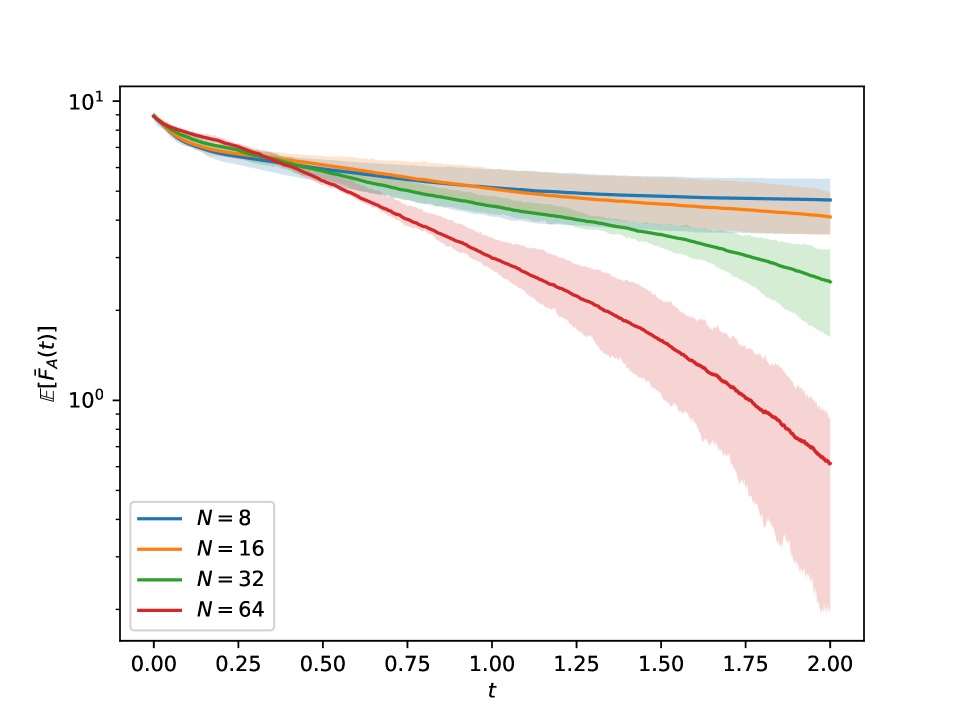 10¹
10⁰
𝔼[F̄_A(t)]
N = 8
N = 16
N = 32
N = 64
0.00 0.25 0.50 0.75 1.00 1.25 1.50 1.75 2.00
t